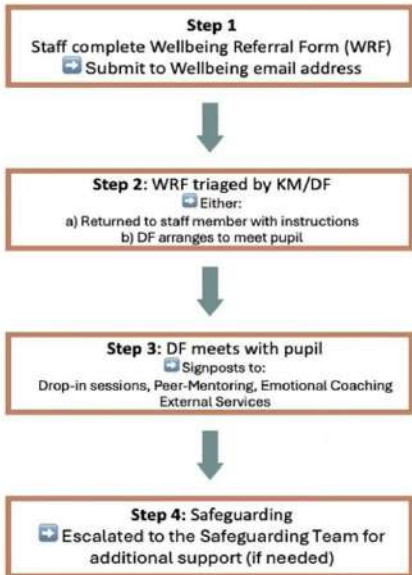 Step 1
Staff complete Wellbeing Referral Form (WRF)
➡ Submit to Wellbeing email address
Step 2: WRF triaged by KM/DF
➡ Either:
a) Returned to staff member with instructions
b) DF arranges to meet pupil
Step 3: DF meets with pupil
➡ Signposts to:
Drop-in sessions, Peer-Mentoring, Emotional Coaching
External Services
Step 4: Safeguarding
➡ Escalated to the Safeguarding Team for
additional support (if needed)